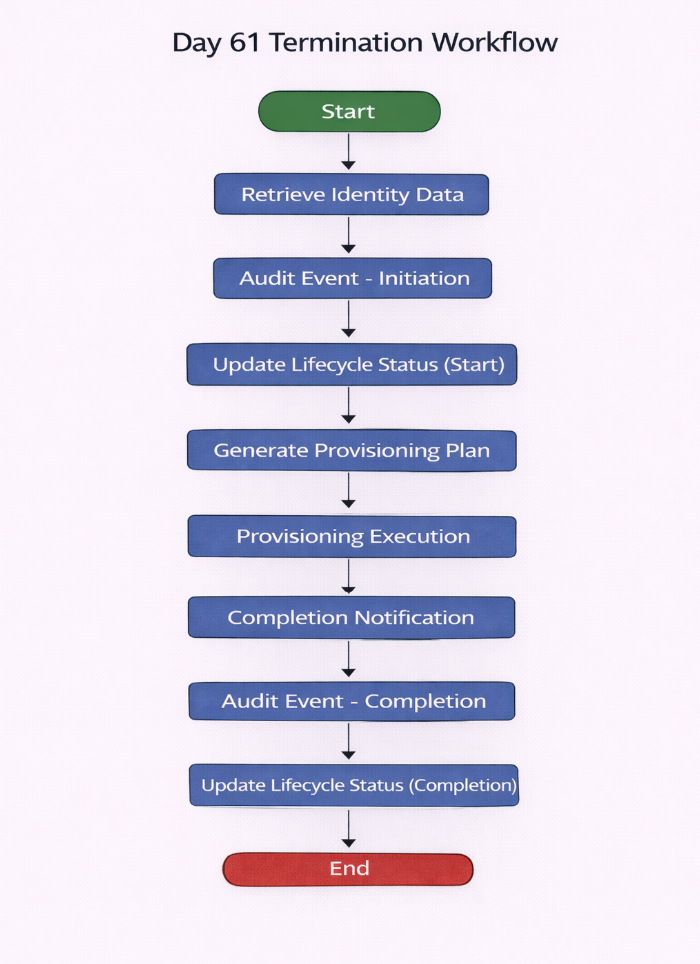 Day 61 Termination Workflow
Start
Retrieve Identity Data
Audit Event - Initiation
Update Lifecycle Status (Start)
Generate Provisioning Plan
Provisioning Execution
Completion Notification
Audit Event - Completion
Update Lifecycle Status (Completion)
End